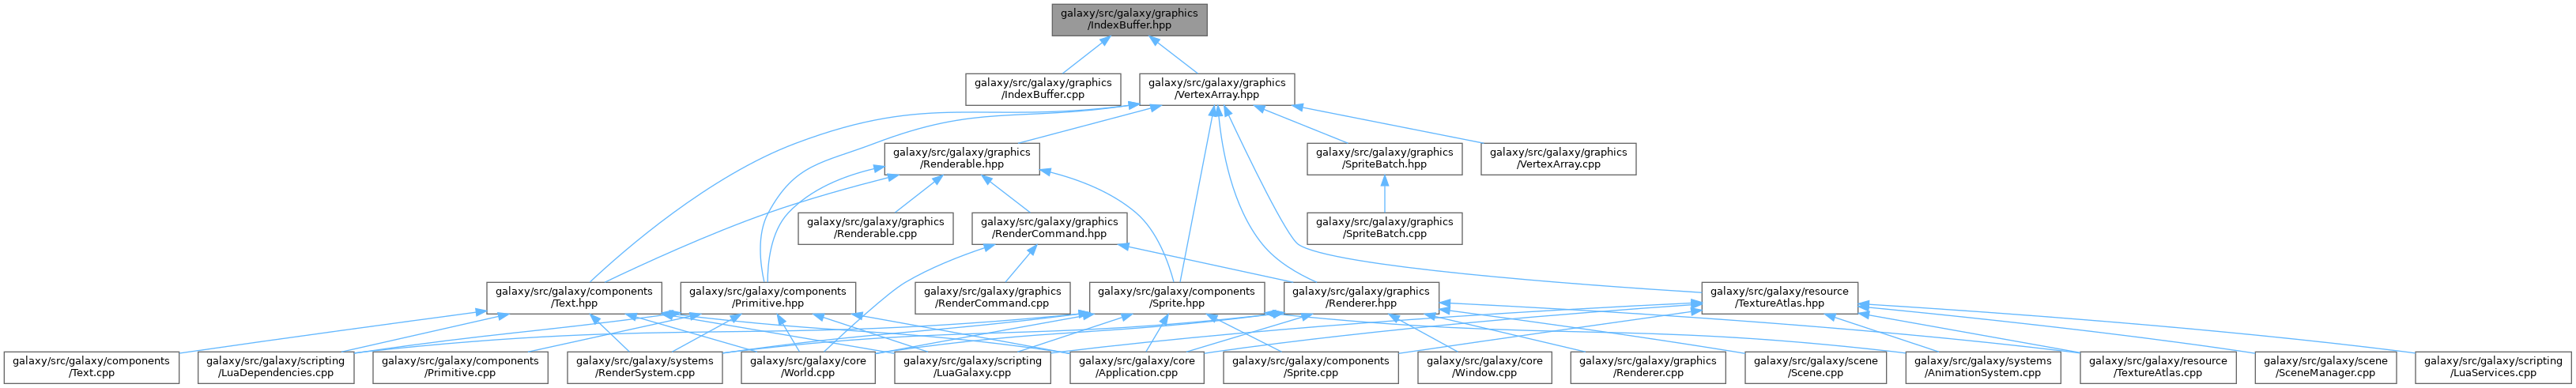 galaxy/src/galaxy/graphics
/IndexBuffer.hpp
galaxy/src/galaxy/graphics
/IndexBuffer.cpp
galaxy/src/galaxy/graphics
/VertexArray.hpp
galaxy/src/galaxy/graphics
/Renderable.hpp
galaxy/src/galaxy/graphics
/SpriteBatch.hpp
galaxy/src/galaxy/graphics
/VertexArray.cpp
galaxy/src/galaxy/graphics
/Renderable.cpp
galaxy/src/galaxy/graphics
/RenderCommand.hpp
galaxy/src/galaxy/graphics
/SpriteBatch.cpp
galaxy/src/galaxy/components
/Text.hpp
galaxy/src/galaxy/components
/Primitive.hpp
galaxy/src/galaxy/graphics
/RenderCommand.cpp
galaxy/src/galaxy/components
/Sprite.hpp
galaxy/src/galaxy/graphics
/Renderer.hpp
galaxy/src/galaxy/resource
/TextureAtlas.hpp
galaxy/src/galaxy/components
/Text.cpp
galaxy/src/galaxy/scripting
/LuaDependencies.cpp
galaxy/src/galaxy/components
/Primitive.cpp
galaxy/src/galaxy/systems
/RenderSystem.cpp
galaxy/src/galaxy/core
/World.cpp
galaxy/src/galaxy/scripting
/LuaGalaxy.cpp
galaxy/src/galaxy/core
/Application.cpp
galaxy/src/galaxy/components
/Sprite.cpp
galaxy/src/galaxy/core
/Window.cpp
galaxy/src/galaxy/graphics
/Renderer.cpp
galaxy/src/galaxy/scene
/Scene.cpp
galaxy/src/galaxy/systems
/AnimationSystem.cpp
galaxy/src/galaxy/resource
/TextureAtlas.cpp
galaxy/src/galaxy/scene
/SceneManager.cpp
galaxy/src/galaxy/scripting
/LuaServices.cpp